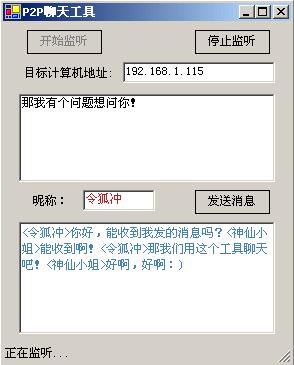 P2P聊天工具
开始监听 停止监听
目标计算机地址: 192.168.1.115
那我有个问题想问你!
昵称: 令狐冲 发送消息
<令狐冲>你好，能收到我发的消息吗？<神仙小
姐>能收到啊! <令狐冲>那我们用这个工具聊天
吧! <神仙小姐>好啊，好啊：)
正在监听...